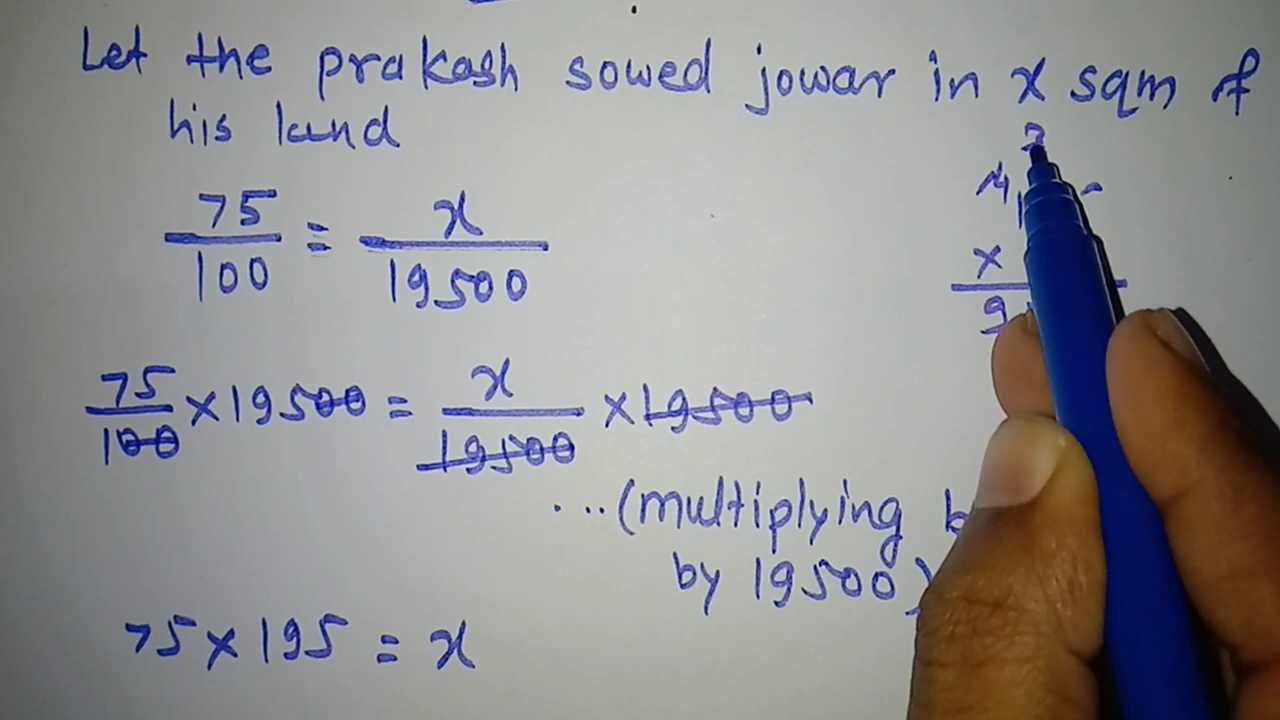 Let the prakash sowed jowar in x sqm of
his land
75/100 = x/19500
75/100 × 19500 = x/19500 × 19500
...(multiplying
by 19500)
75 × 195 = x